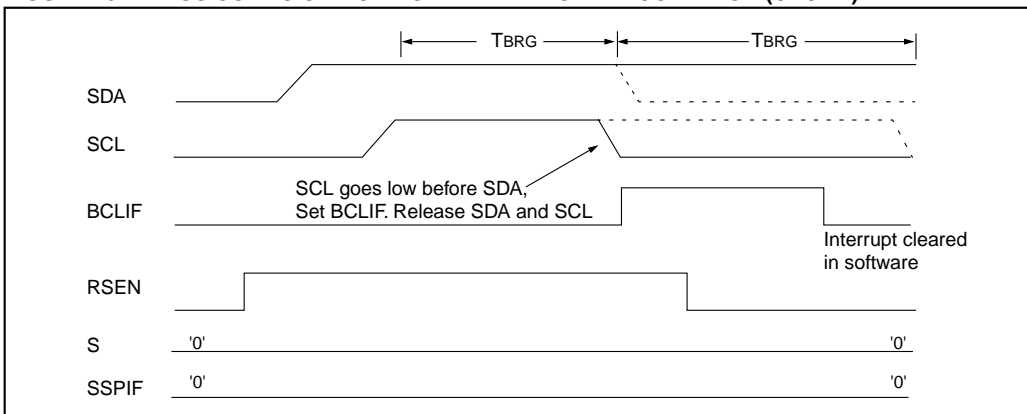 TBRG TBRG
SDA
SCL
SCL goes low before SDA,
Set BCLIF. Release SDA and SCL
BCLIF
Interrupt cleared
in software
RSEN
S '0' '0'
SSPIF '0' '0'